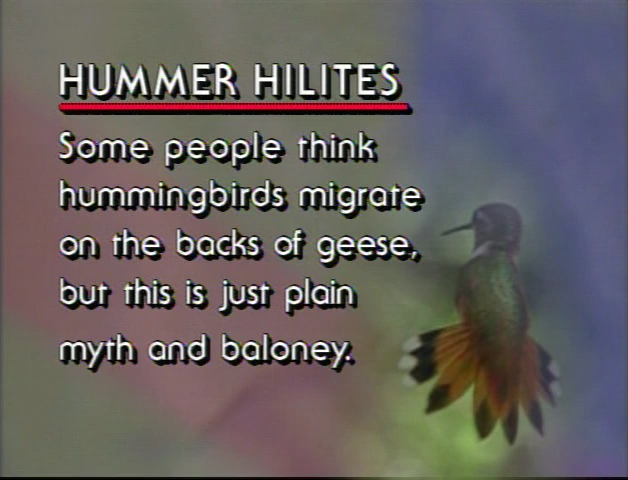 HUMMER HILITES
Some people think
hummingbirds migrate
on the backs of geese,
but this is just plain
myth and baloney.